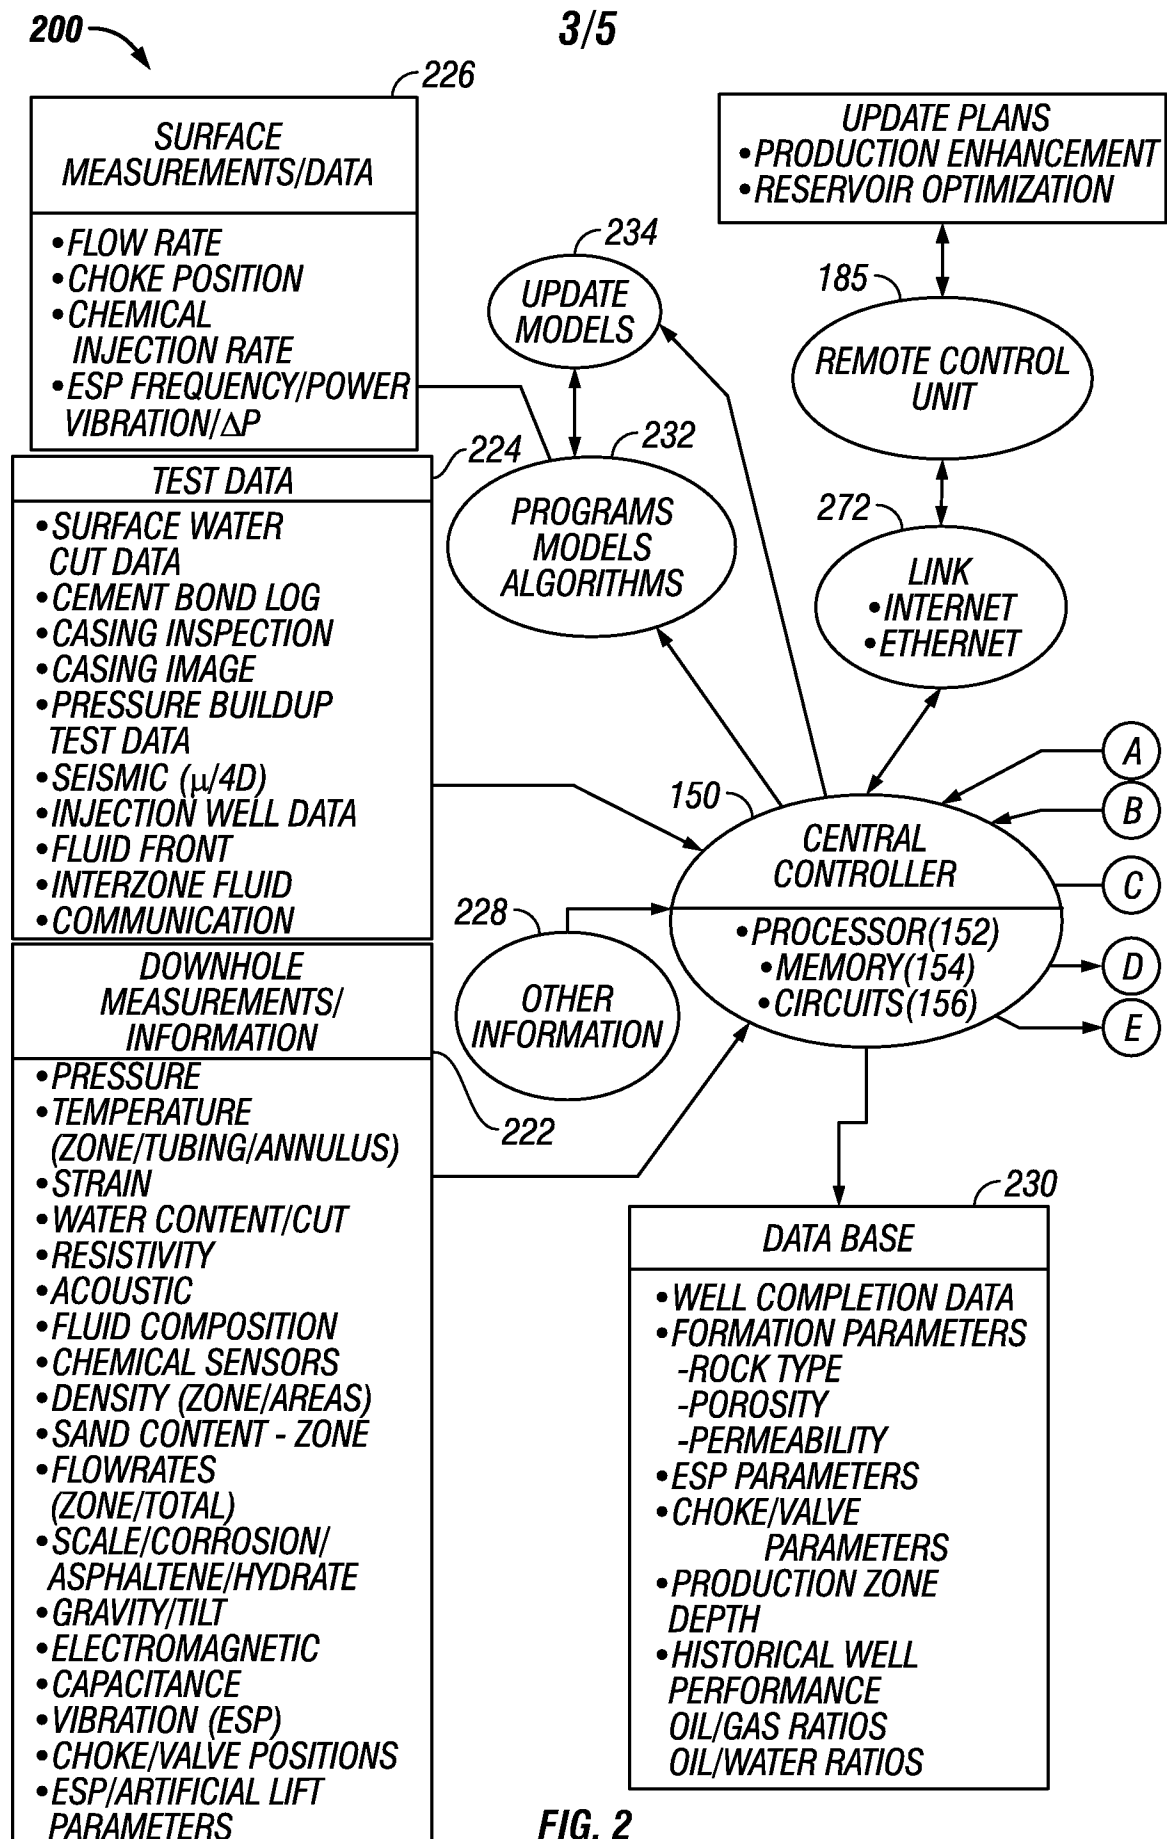 200
3/5
226
SURFACE
MEASUREMENTS/DATA
•FLOW RATE
•CHOKE POSITION
•CHEMICAL
INJECTION RATE
•ESP FREQUENCY/POWER
VIBRATION/ΔP
UPDATE PLANS
•PRODUCTION ENHANCEMENT
•RESERVOIR OPTIMIZATION
234
UPDATE
MODELS
185
REMOTE CONTROL
UNIT
224
TEST DATA
•SURFACE WATER
CUT DATA
•CEMENT BOND LOG
•CASING INSPECTION
•CASING IMAGE
•PRESSURE BUILDUP
TEST DATA
•SEISMIC (μ/4D)
•INJECTION WELL DATA
•FLUID FRONT
•INTERZONE FLUID
•COMMUNICATION
232
PROGRAMS
MODELS
ALGORITHMS
272
LINK
•INTERNET
•ETHERNET
150
CENTRAL
CONTROLLER
•PROCESSOR(152)
•MEMORY(154)
•CIRCUITS(156)
A
B
C
D
E
228
OTHER
INFORMATION
DOWNHOLE
MEASUREMENTS/
INFORMATION
222
•PRESSURE
•TEMPERATURE
(ZONE/TUBING/ANNULUS)
•STRAIN
•WATER CONTENT/CUT
•RESISTIVITY
•ACOUSTIC
•FLUID COMPOSITION
•CHEMICAL SENSORS
•DENSITY (ZONE/AREAS)
•SAND CONTENT - ZONE
•FLOWRATES
(ZONE/TOTAL)
•SCALE/CORROSION/
ASPHALTENE/HYDRATE
•GRAVITY/TILT
•ELECTROMAGNETIC
•CAPACITANCE
•VIBRATION (ESP)
•CHOKE/VALVE POSITIONS
•ESP/ARTIFICIAL LIFT
PARAMETERS
230
DATA BASE
•WELL COMPLETION DATA
•FORMATION PARAMETERS
-ROCK TYPE
-POROSITY
-PERMEABILITY
•ESP PARAMETERS
•CHOKE/VALVE
PARAMETERS
•PRODUCTION ZONE
DEPTH
•HISTORICAL WELL
PERFORMANCE
OIL/GAS RATIOS
OIL/WATER RATIOS
FIG. 2